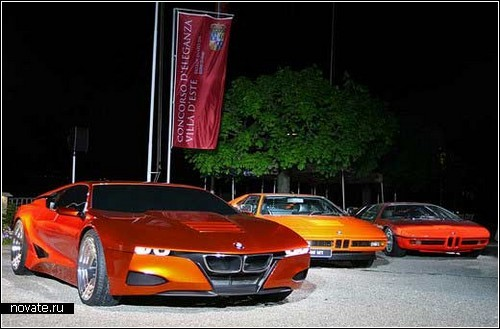 CONCORSO D'ELEGANZA
VILLA D'ESTE
novate.ru